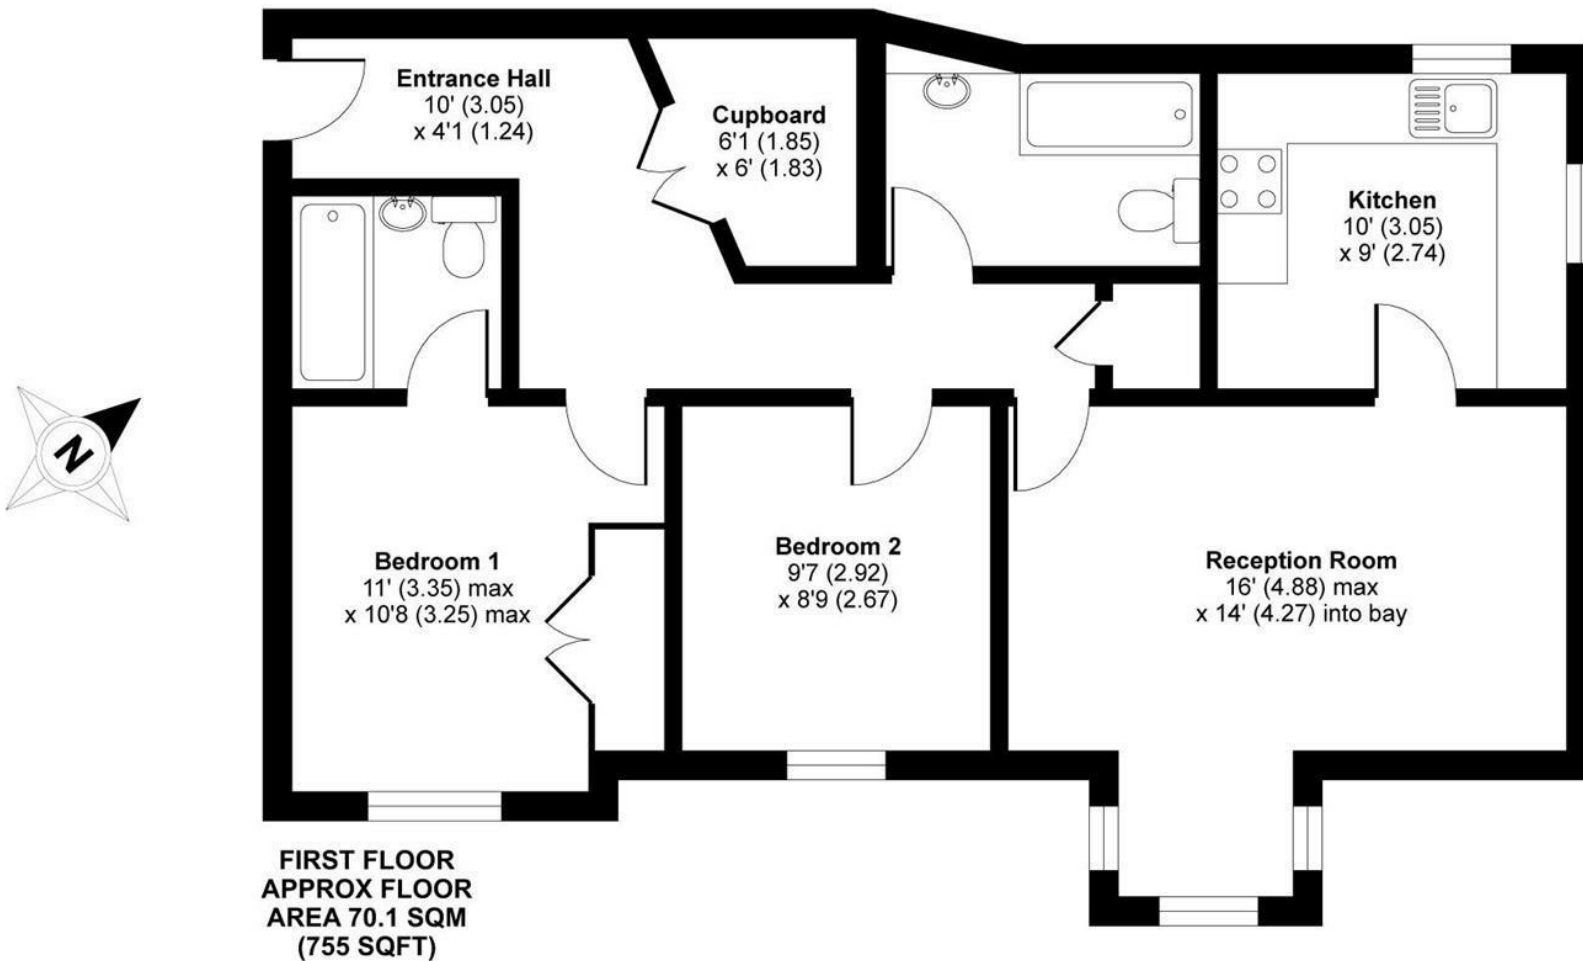 Entrance Hall
10' (3.05)
x 4'1 (1.24)
Cupboard
6'1 (1.85)
x 6' (1.83)
Kitchen
10' (3.05)
x 9' (2.74)
N
Bedroom 1
11' (3.35) max
x 10'8 (3.25) max
Bedroom 2
9'7 (2.92)
x 8'9 (2.67)
Reception Room
16' (4.88) max
x 14' (4.27) into bay
FIRST FLOOR
APPROX FLOOR
AREA 70.1 SQM
(755 SQFT)